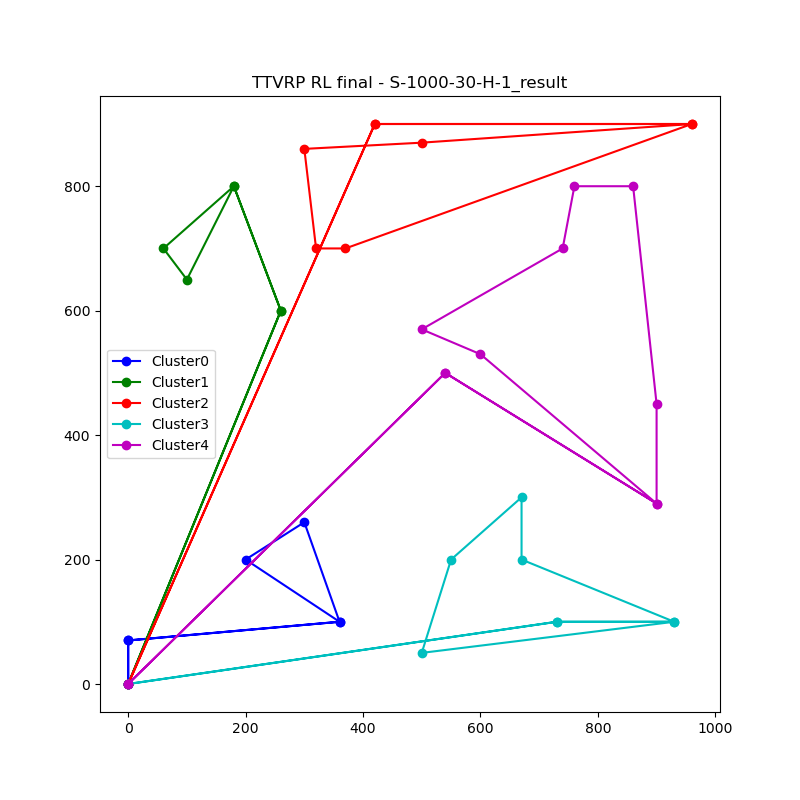 TTVRP RL final - S-1000-30-H-1_result
800
600
Cluster0
Cluster1
Cluster2
Cluster3
Cluster4
400
200
0
0 200 400 600 800 1000